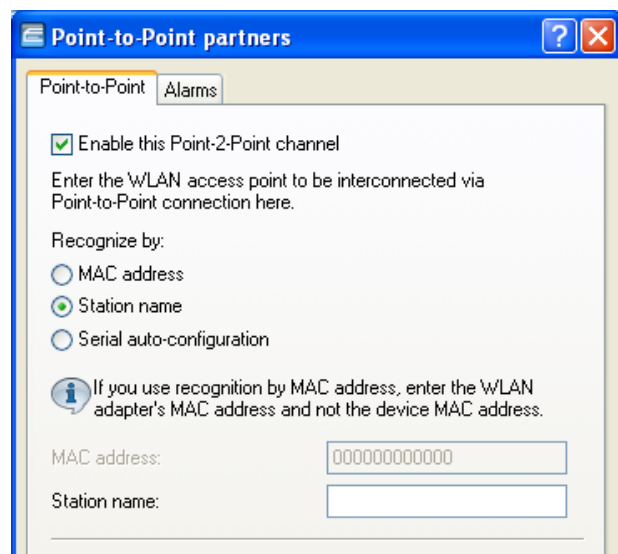 Point-to-Point partners
Point-to-Point Alarms
Enable this Point-2-Point channel
Enter the WLAN access point to be interconnected via
Point-to-Point connection here.
Recognize by:
MAC address
Station name
Serial auto-configuration
If you use recognition by MAC address, enter the WLAN
adapter's MAC address and not the device MAC address.
MAC address: 000000000000
Station name: